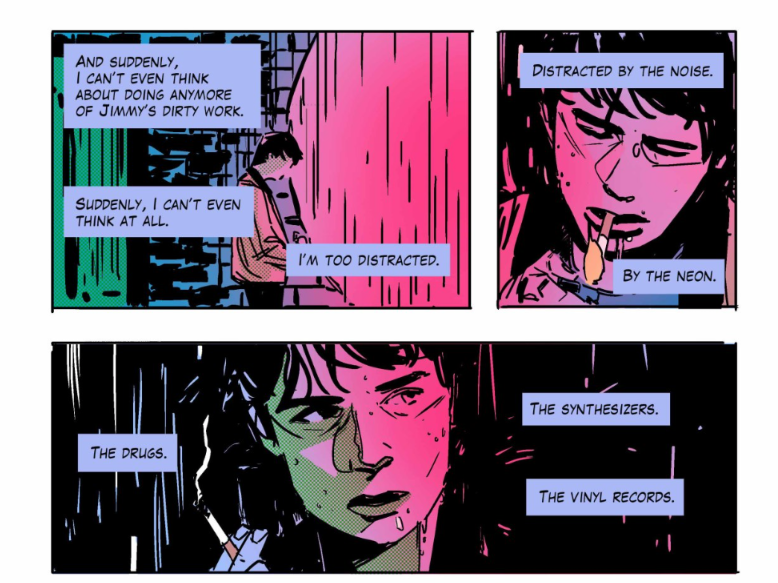 And suddenly,
I can't even think
about doing anymore
of Jimmy's dirty work.
Suddenly, I can't even
think at all.
I'm too distracted.
Distracted by the noise.
By the neon.
The drugs.
The synthesizers.
The vinyl records.